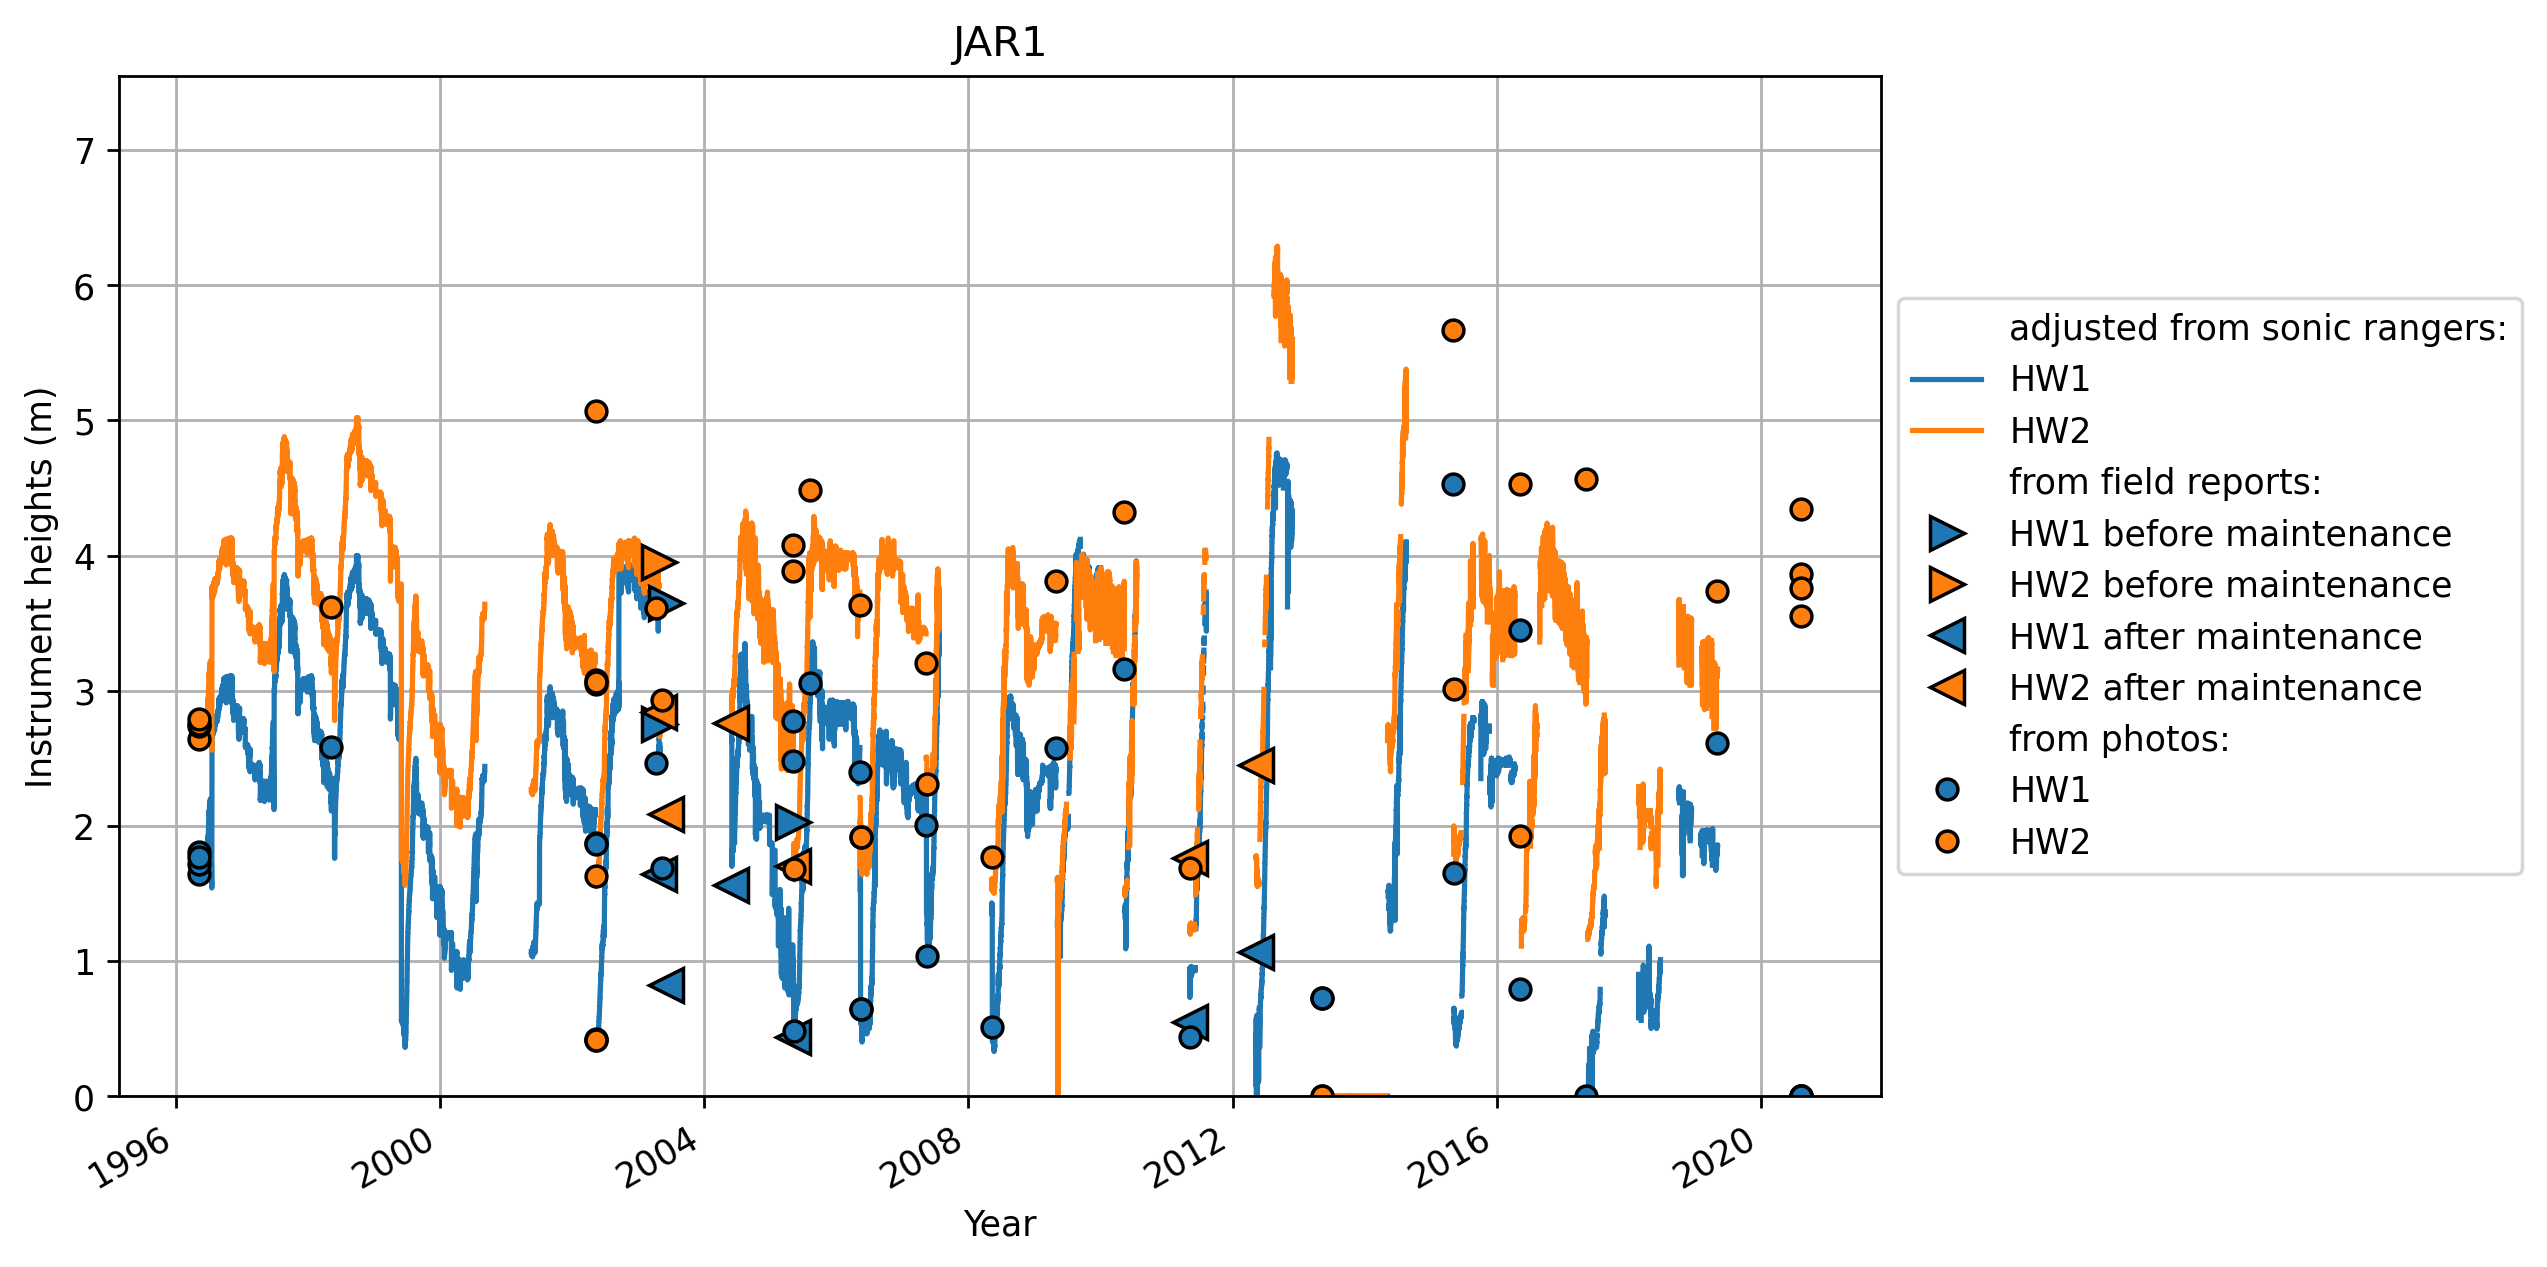 JAR1
Instrument heights (m)
7
6
5
4
3
2
1
0
1996
2000
2004
2008
2012
2016
2020
Year
adjusted from sonic rangers:
HW1
HW2
from field reports:
HW1 before maintenance
HW2 before maintenance
HW1 after maintenance
HW2 after maintenance
from photos:
HW1
HW2